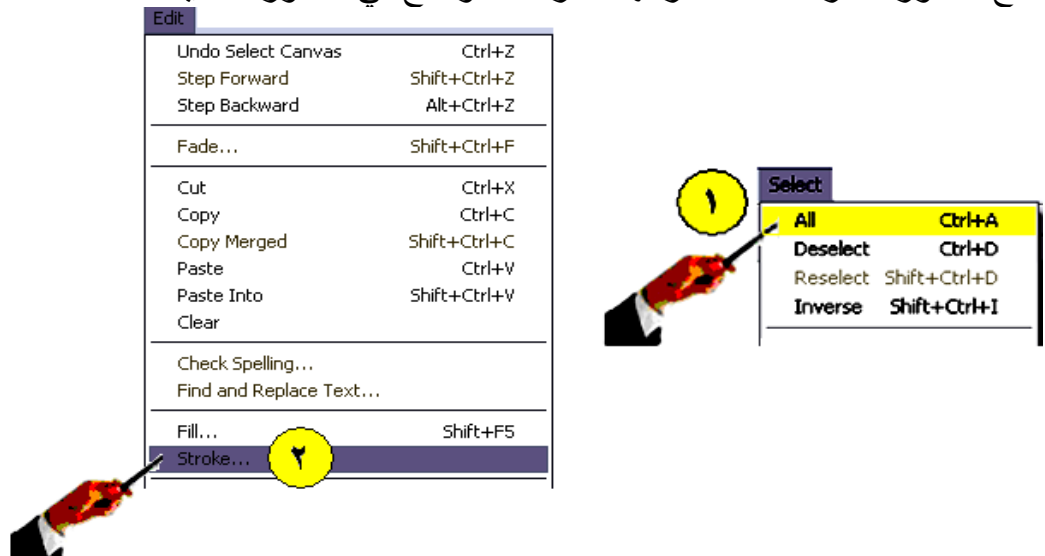 Edit
Undo Select Canvas Ctrl+Z
Step Forward Shift+Ctrl+Z
Step Backward Alt+Ctrl+Z
Fade... Shift+Ctrl+F
Cut Ctrl+X
Copy Ctrl+C
Copy Merged Shift+Ctrl+C
Paste Ctrl+V
Paste Into Shift+Ctrl+V
Clear
Check Spelling...
Find and Replace Text...
Fill... Shift+F5
Stroke... ٢
١
Select
All Ctrl+A
Deselect Ctrl+D
Reselect Shift+Ctrl+D
Inverse Shift+Ctrl+I